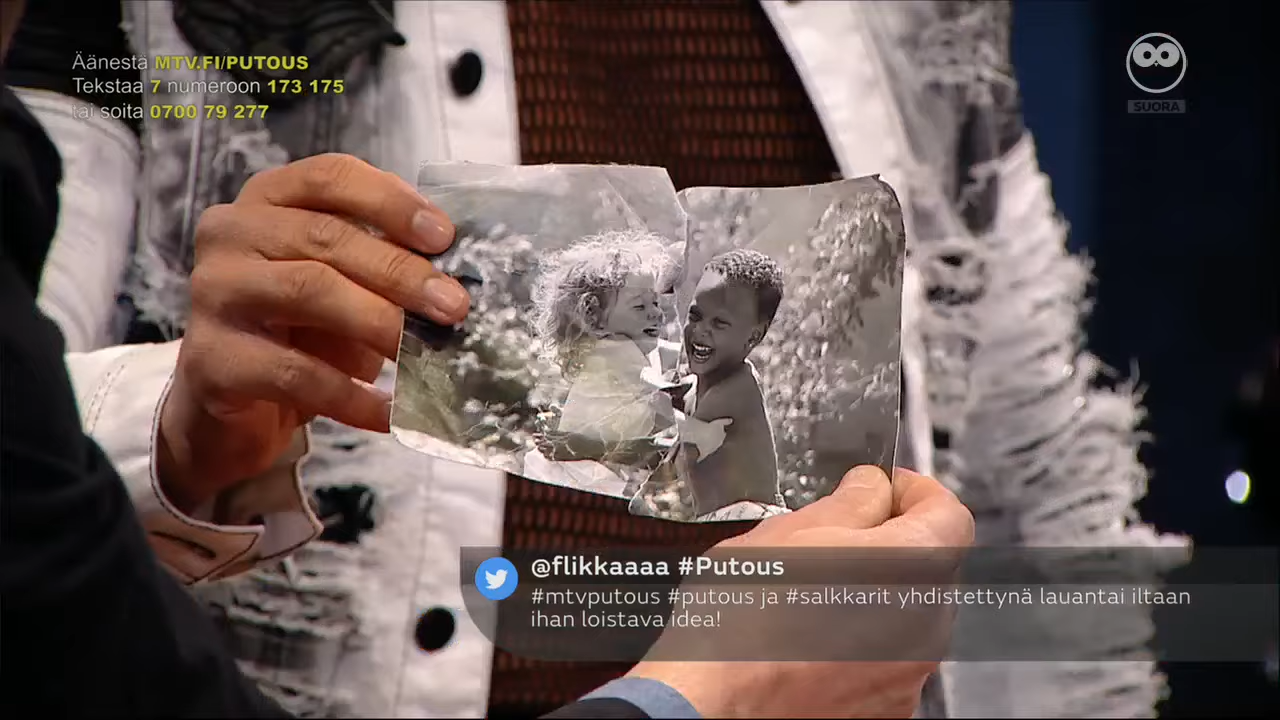 Äänestä MTV.FI/PUTOUS
Tekstaa 7 numeroon 173 175
tai soita 0700 79 277
SUORA
@flikkaaaa #Putous
#mtvputous #putous ja #salkkarit yhdistettynä lauantai iltaan
ihan loistava idea!